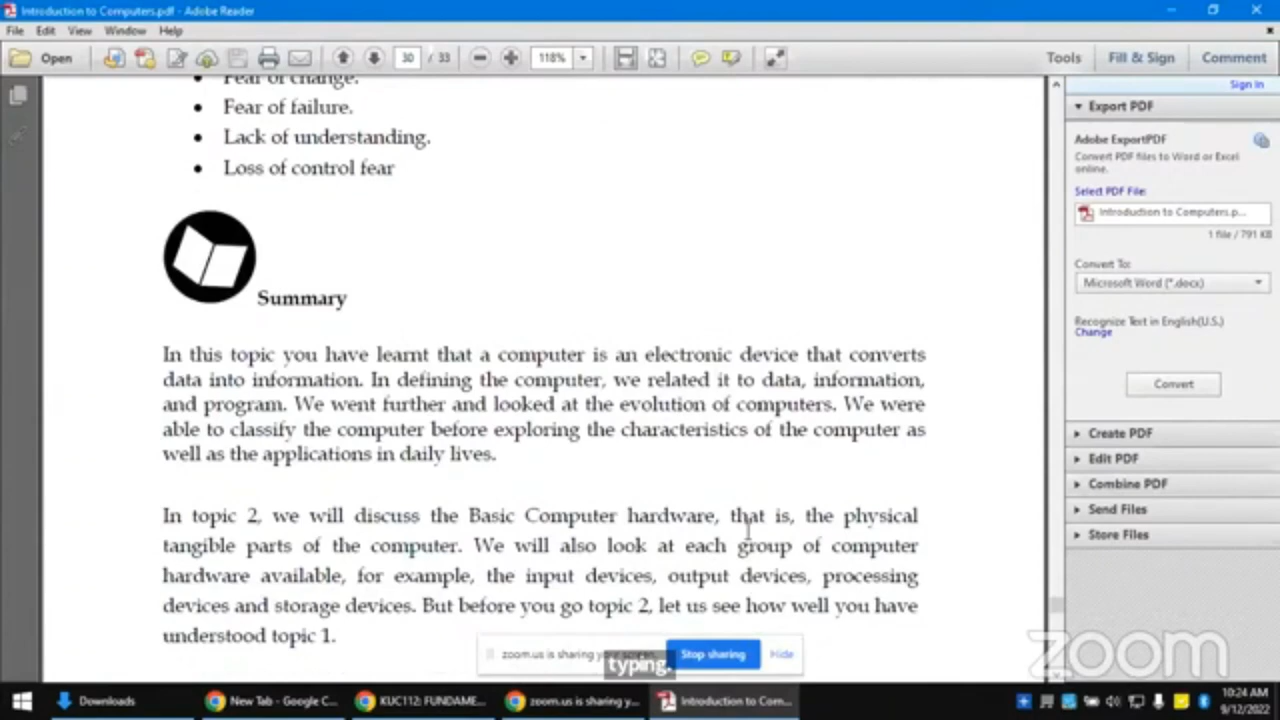 Introduction to Computers.pdf - Adobe Reader
File Edit View Window Help
Open 30 / 33 118% Tools Fill & Sign Comment
Sign In
Fear of change.
• Fear of failure.
• Lack of understanding.
• Loss of control fear
Summary
In this topic you have learnt that a computer is an electronic device that converts
data into information. In defining the computer, we related it to data, information,
and program. We went further and looked at the evolution of computers. We were
able to classify the computer before exploring the characteristics of the computer as
well as the applications in daily lives.
In topic 2, we will discuss the Basic Computer hardware, that is, the physical
tangible parts of the computer. We will also look at each group of computer
hardware available, for example, the input devices, output devices, processing
devices and storage devices. But before you go topic 2, let us see how well you have
understood topic 1.
Export PDF
Adobe ExportPDF
Convert PDF files to Word or Excel
online.
Select PDF File:
Introduction to Computers.p...
1 file / 791 KB
Convert To:
Microsoft Word (*.docx)
Recognize Text in English(U.S.)
Change
Convert
Create PDF
Edit PDF
Combine PDF
Send Files
Store Files
zoom.us is sharing your screen. Stop sharing Hide
typing.
zoom
Downloads New Tab - Google C... KUC112: FUNDAME... zoom.us is sharing y... Introduction to Com...
10:24 AM
9/12/2022